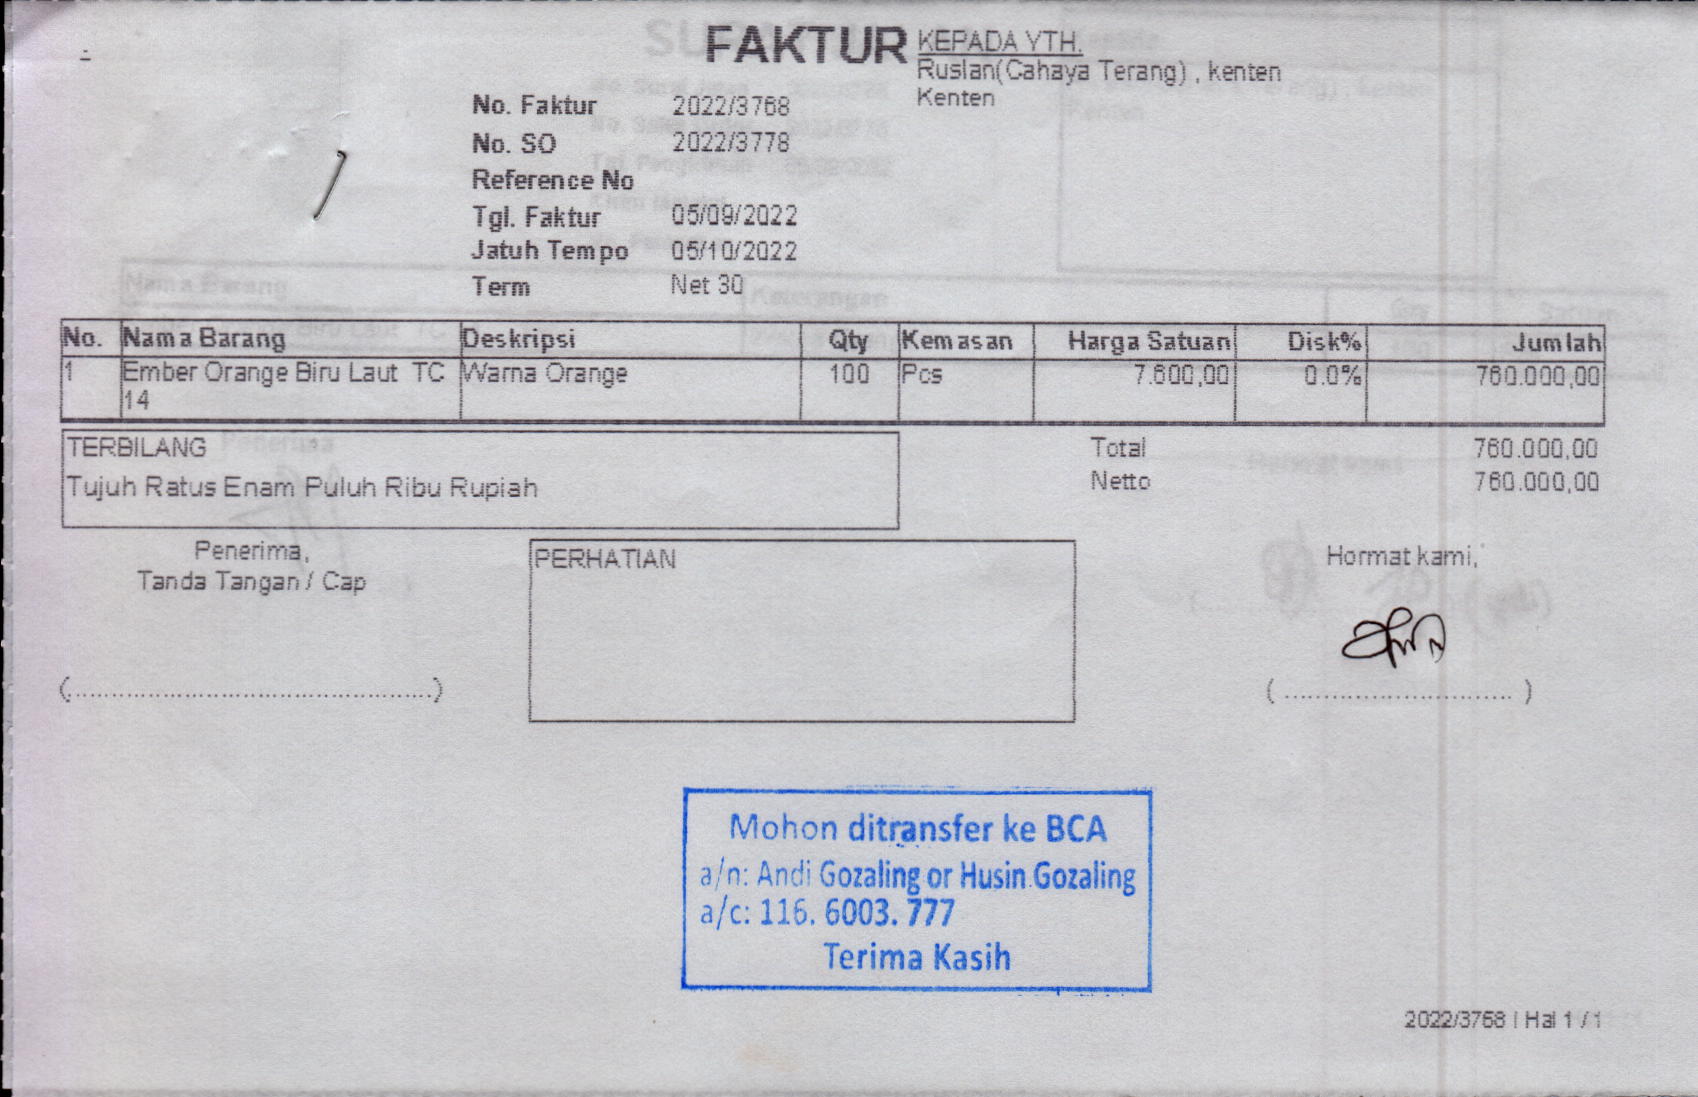 FAKTUR
KEPADA YTH.
Ruslan(Cahaya Terang) , kenten
Kenten
No. Faktur 2022/3768
No. SO 2022/3778
Reference No
Tgl. Faktur 05/09/2022
Jatuh Tempo 05/10/2022
Term Net 30
No. Nama Barang Deskripsi Qty Kemasan Harga Satuan Disk% Jumlah
1 Ember Orange Biru Laut TC Warna Orange 100 Pcs 7.600,00 0.0% 760.000,00
14
TERBILANG
Tujuh Ratus Enam Puluh Ribu Rupiah
Total 760.000,00
Netto 760.000,00
Penerima,
Tanda Tangan / Cap
(..................................................)
PERHATIAN
Hormat kami,
( ............................... )
Mohon ditransfer ke BCA
a/n: Andi Gozaling or Husin Gozaling
a/c: 116. 6003. 777
Terima Kasih
2022/3768 | Hal 1 / 1